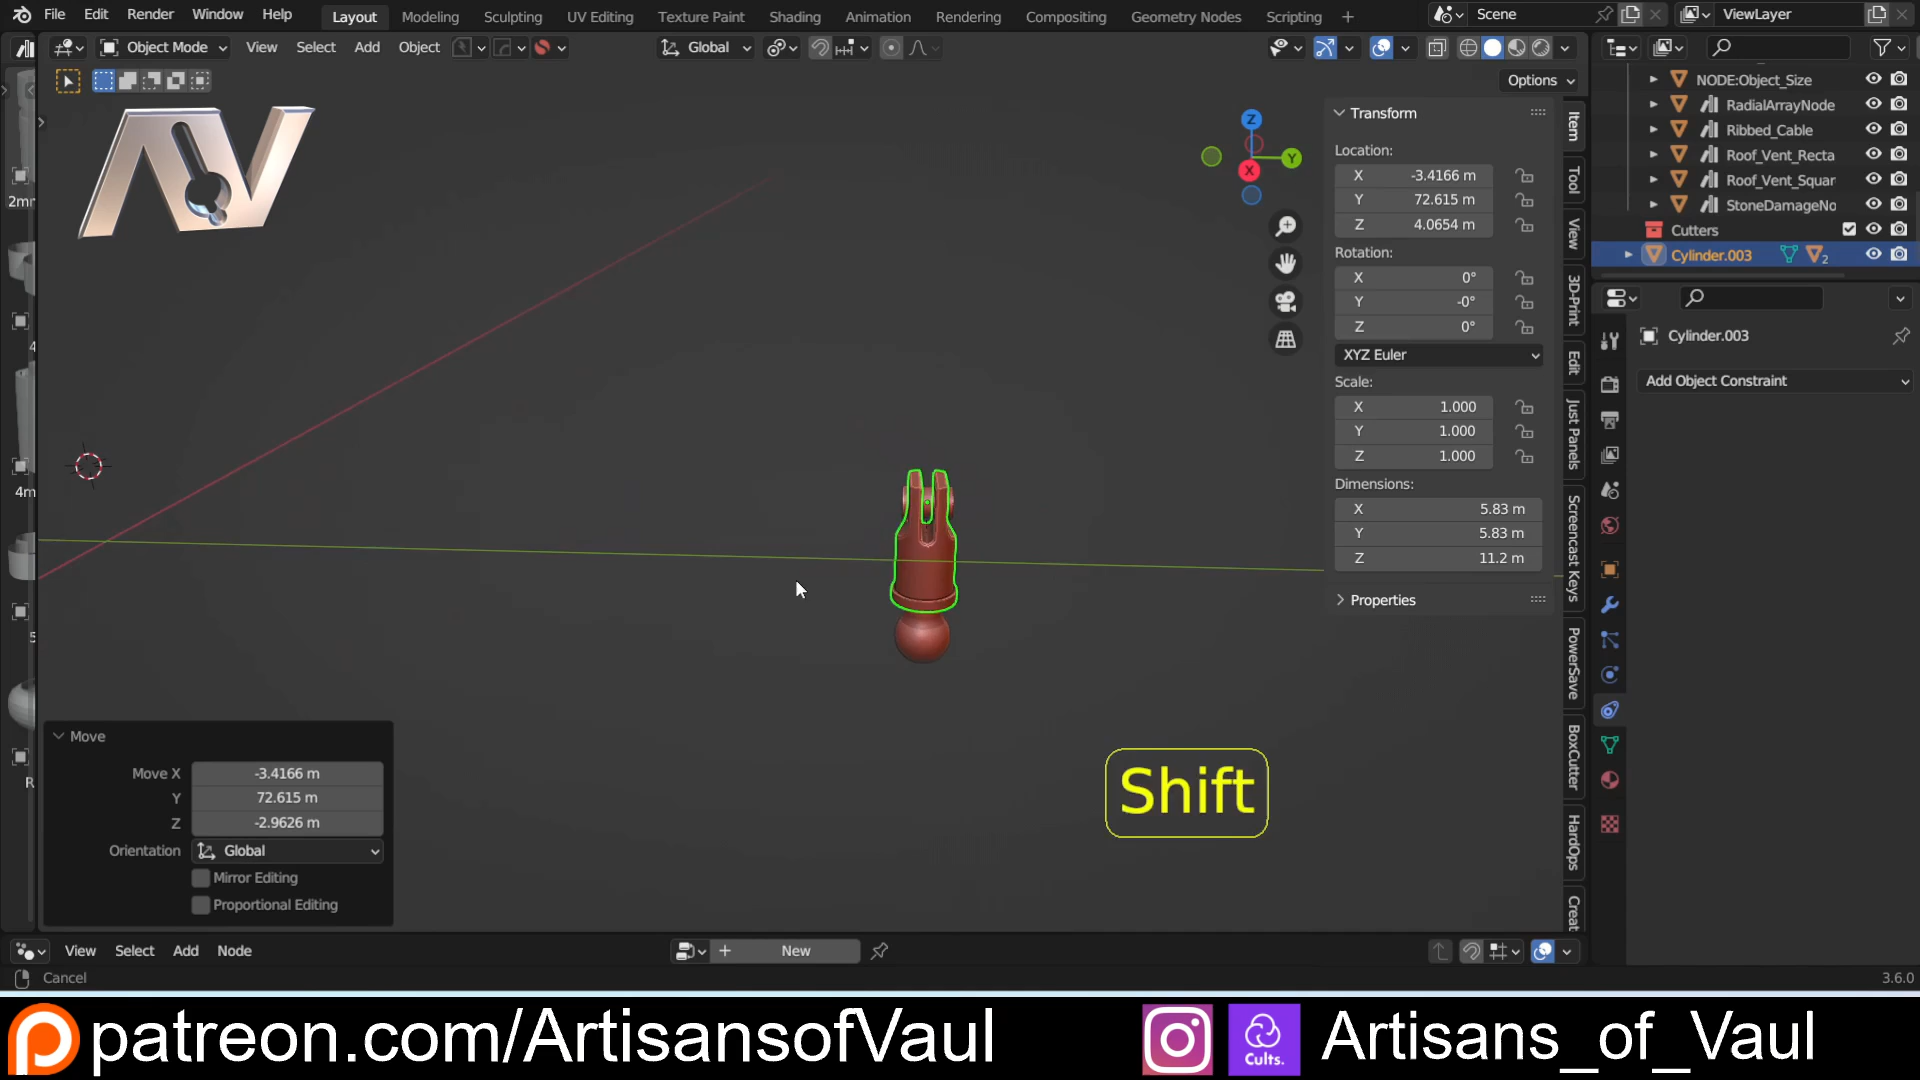 File Edit Render Window Help Layout Modeling Sculpting UV Editing Texture Paint Shading Animation Rendering Compositing Geometry Nodes Scripting + Scene ViewLayer
Object Mode View Select Add Object Global
Options
Z
Y
X
Transform
Location:
X -3.4166 m
Y 72.615 m
Z 4.0654 m
Rotation:
X 0°
Y -0°
Z 0°
XYZ Euler
Scale:
X 1.000
Y 1.000
Z 1.000
Dimensions:
X 5.83 m
Y 5.83 m
Z 11.2 m
Properties
Item
Tool
View
3D-Print
Edit
Just Panels
Screencast Keys
PowerSave
BoxCutter
HardOps
Creat
NODE:Object_Size
RadialArrayNode
Ribbed_Cable
Roof_Vent_Recta
Roof_Vent_Squar
StoneDamageNo
Cutters
Cylinder.003 2
Cylinder.003
Add Object Constraint
2mm
4
4m
5
R
Move
Move X -3.4166 m
Y 72.615 m
Z -2.9626 m
Orientation Global
Mirror Editing
Proportional Editing
Shift
View Select Add Node + New
Cancel 3.6.0
patreon.com/ArtisansofVaul Cults. Artisans_of_Vaul